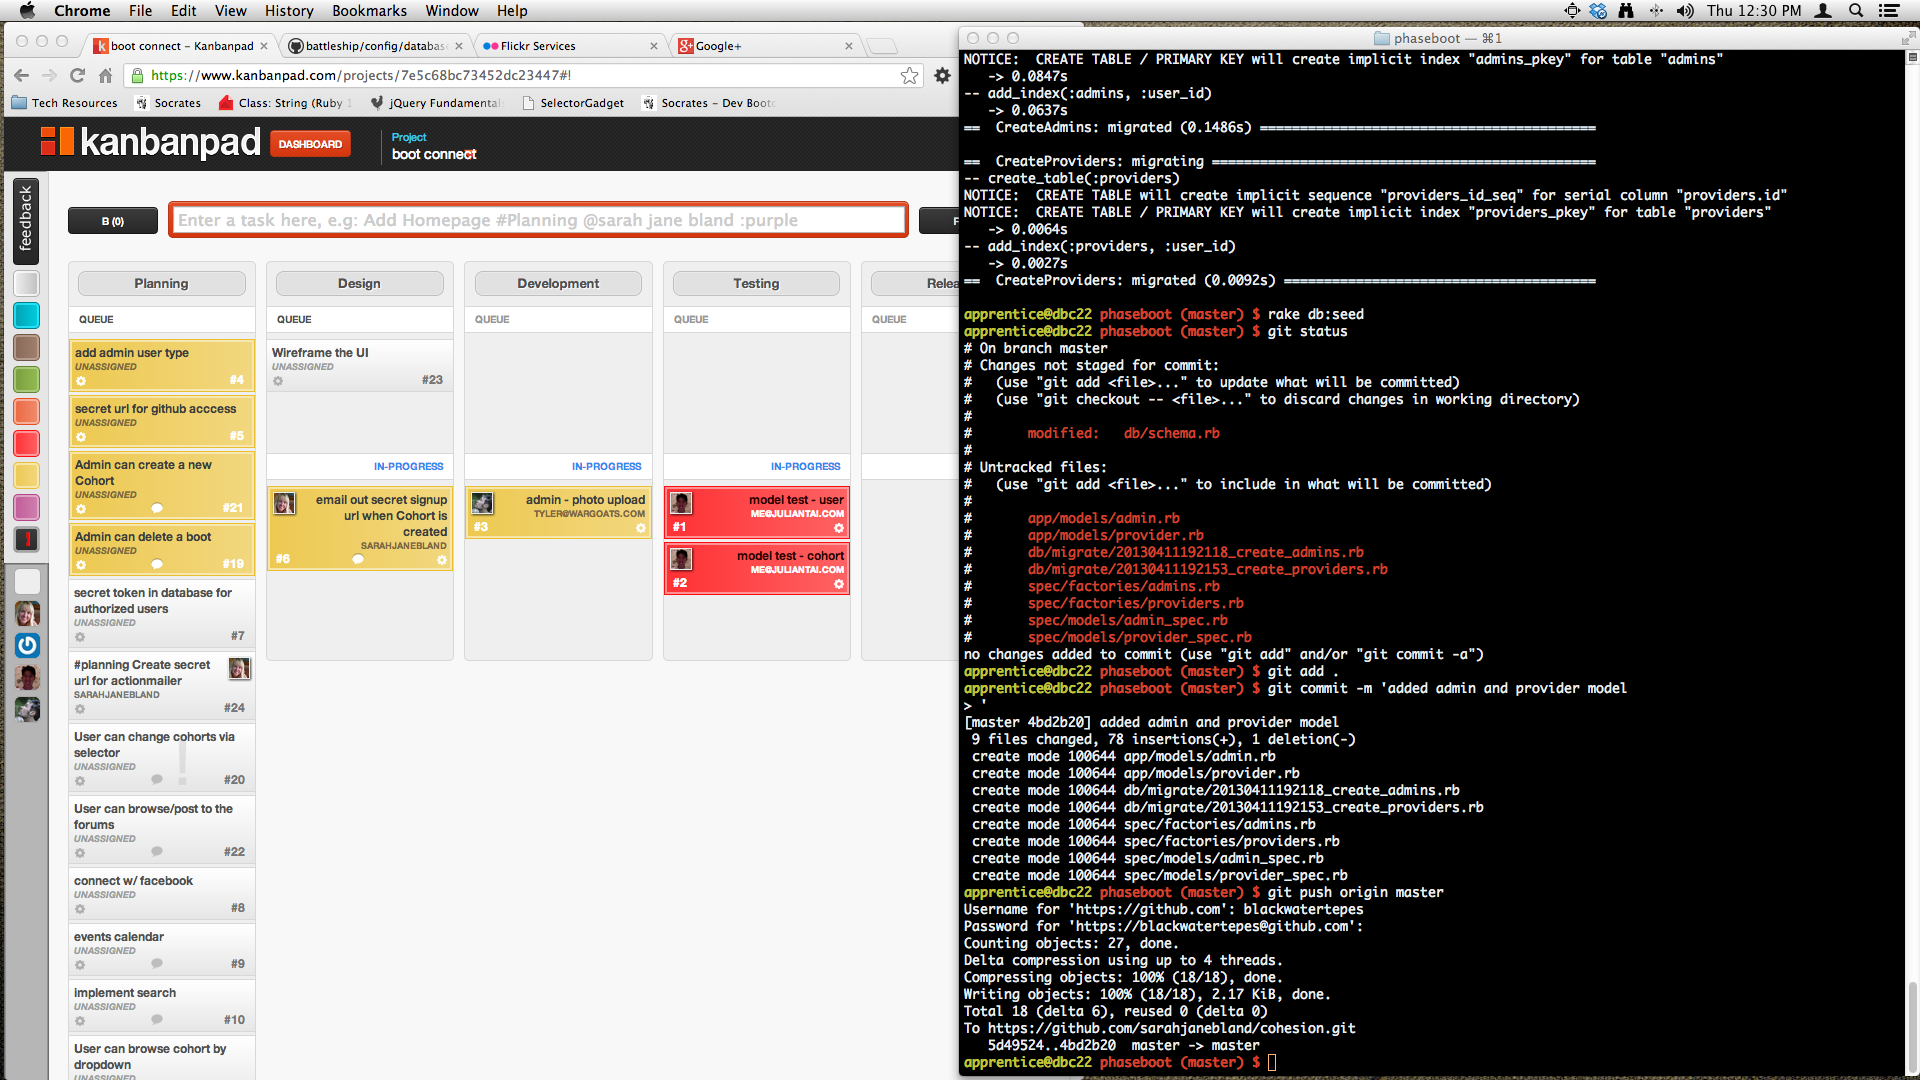 Chrome File Edit View History Bookmarks Window Help
Thu 12:30 PM
boot connect – Kanbanpad
battleship/config/databas
Flickr Services
Google+
https://www.kanbanpad.com/projects/7e5c68bc73452dc23447#!
Tech Resources
Socrates
Class: String (Ruby 1
jQuery Fundamental
SelectorGadget
Socrates – Dev Boot
kanbanpad
DASHBOARD
Project
boot connect
feedback
B (0)
Enter a task here, e.g: Add Homepage #Planning @sarah jane bland :purple
Planning
QUEUE
add admin user type
UNASSIGNED
#4
secret url for github acccess
UNASSIGNED
#5
Admin can create a new
Cohort
UNASSIGNED
#21
Admin can delete a boot
UNASSIGNED
#19
secret token in database for
authorized users
UNASSIGNED
#7
#planning Create secret
url for actionmailer
SARAHJANEBLAND
#24
User can change cohorts via
selector
UNASSIGNED
#20
User can browse/post to the
forums
UNASSIGNED
#22
connect w/ facebook
UNASSIGNED
#8
events calendar
UNASSIGNED
#9
implement search
UNASSIGNED
#10
User can browse cohort by
dropdown
UNASSIGNED
Design
QUEUE
Wireframe the UI
UNASSIGNED
#23
IN-PROGRESS
email out secret signup
url when Cohort is
created
SARAHJANEBLAND
#6
Development
QUEUE
IN-PROGRESS
admin - photo upload
TYLER@WARGOATS.COM
#3
Testing
QUEUE
IN-PROGRESS
model test - user
ME@JULIANTAI.COM
#1
model test - cohort
ME@JULIANTAI.COM
#2
Relea
QUEUE
phaseboot — ⌘1
NOTICE:  CREATE TABLE / PRIMARY KEY will create implicit index "admins_pkey" for table "admins"
   -> 0.0847s
-- add_index(:admins, :user_id)
   -> 0.0637s
==  CreateAdmins: migrated (0.1486s) ==========================================
==  CreateProviders: migrating ================================================
-- create_table(:providers)
NOTICE:  CREATE TABLE will create implicit sequence "providers_id_seq" for serial column "providers.id"
NOTICE:  CREATE TABLE / PRIMARY KEY will create implicit index "providers_pkey" for table "providers"
   -> 0.0064s
-- add_index(:providers, :user_id)
   -> 0.0027s
==  CreateProviders: migrated (0.0092s) =======================================
apprentice@dbc22 phaseboot (master) $ rake db:seed
apprentice@dbc22 phaseboot (master) $ git status
# On branch master
# Changes not staged for commit:
#   (use "git add <file>..." to update what will be committed)
#   (use "git checkout -- <file>..." to discard changes in working directory)
#
#       modified:   db/schema.rb
#
# Untracked files:
#   (use "git add <file>..." to include in what will be committed)
#
#       app/models/admin.rb
#       app/models/provider.rb
#       db/migrate/20130411192118_create_admins.rb
#       db/migrate/20130411192153_create_providers.rb
#       spec/factories/admins.rb
#       spec/factories/providers.rb
#       spec/models/admin_spec.rb
#       spec/models/provider_spec.rb
no changes added to commit (use "git add" and/or "git commit -a")
apprentice@dbc22 phaseboot (master) $ git add .
apprentice@dbc22 phaseboot (master) $ git commit -m 'added admin and provider model
> '
[master 4bd2b20] added admin and provider model
 9 files changed, 78 insertions(+), 1 deletion(-)
 create mode 100644 app/models/admin.rb
 create mode 100644 app/models/provider.rb
 create mode 100644 db/migrate/20130411192118_create_admins.rb
 create mode 100644 db/migrate/20130411192153_create_providers.rb
 create mode 100644 spec/factories/admins.rb
 create mode 100644 spec/factories/providers.rb
 create mode 100644 spec/models/admin_spec.rb
 create mode 100644 spec/models/provider_spec.rb
apprentice@dbc22 phaseboot (master) $ git push origin master
Username for 'https://github.com': blackwatertepes
Password for 'https://blackwatertepes@github.com':
Counting objects: 27, done.
Delta compression using up to 4 threads.
Compressing objects: 100% (18/18), done.
Writing objects: 100% (18/18), 2.17 KiB, done.
Total 18 (delta 6), reused 0 (delta 0)
To https://github.com/sarahjanebland/cohesion.git
   5d49524..4bd2b20  master -> master
apprentice@dbc22 phaseboot (master) $